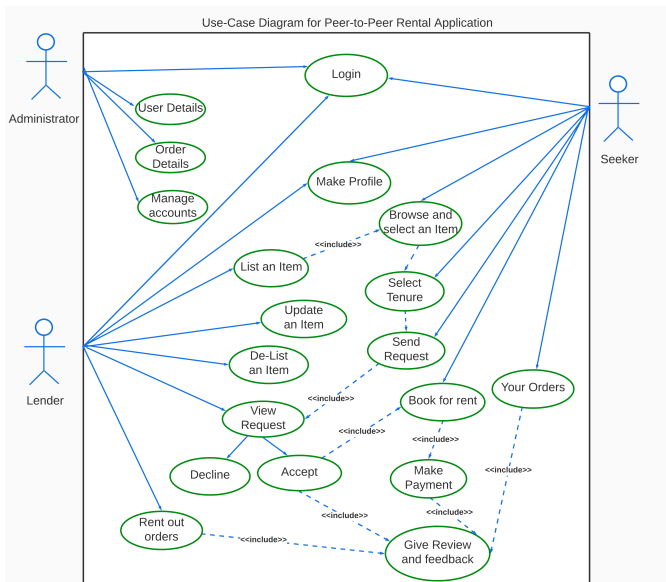 Use-Case Diagram for Peer-to-Peer Rental Application
Administrator
Login
Seeker
User Details
Order
Details
Manage
accounts
Make Profile
Browse and
select an Item
<<include>>
List an Item
Select
Tenure
Update
an Item
Send
Request
De-List
an Item
Lender
Your Orders
<<include>>
Book for rent
View
Request
<<include>>
<<include>>
Decline
Accept
Make
Payment
<<include>>
<<include>>
<<include>>
Rent out
orders
<<include>>
Give Review
and feedback